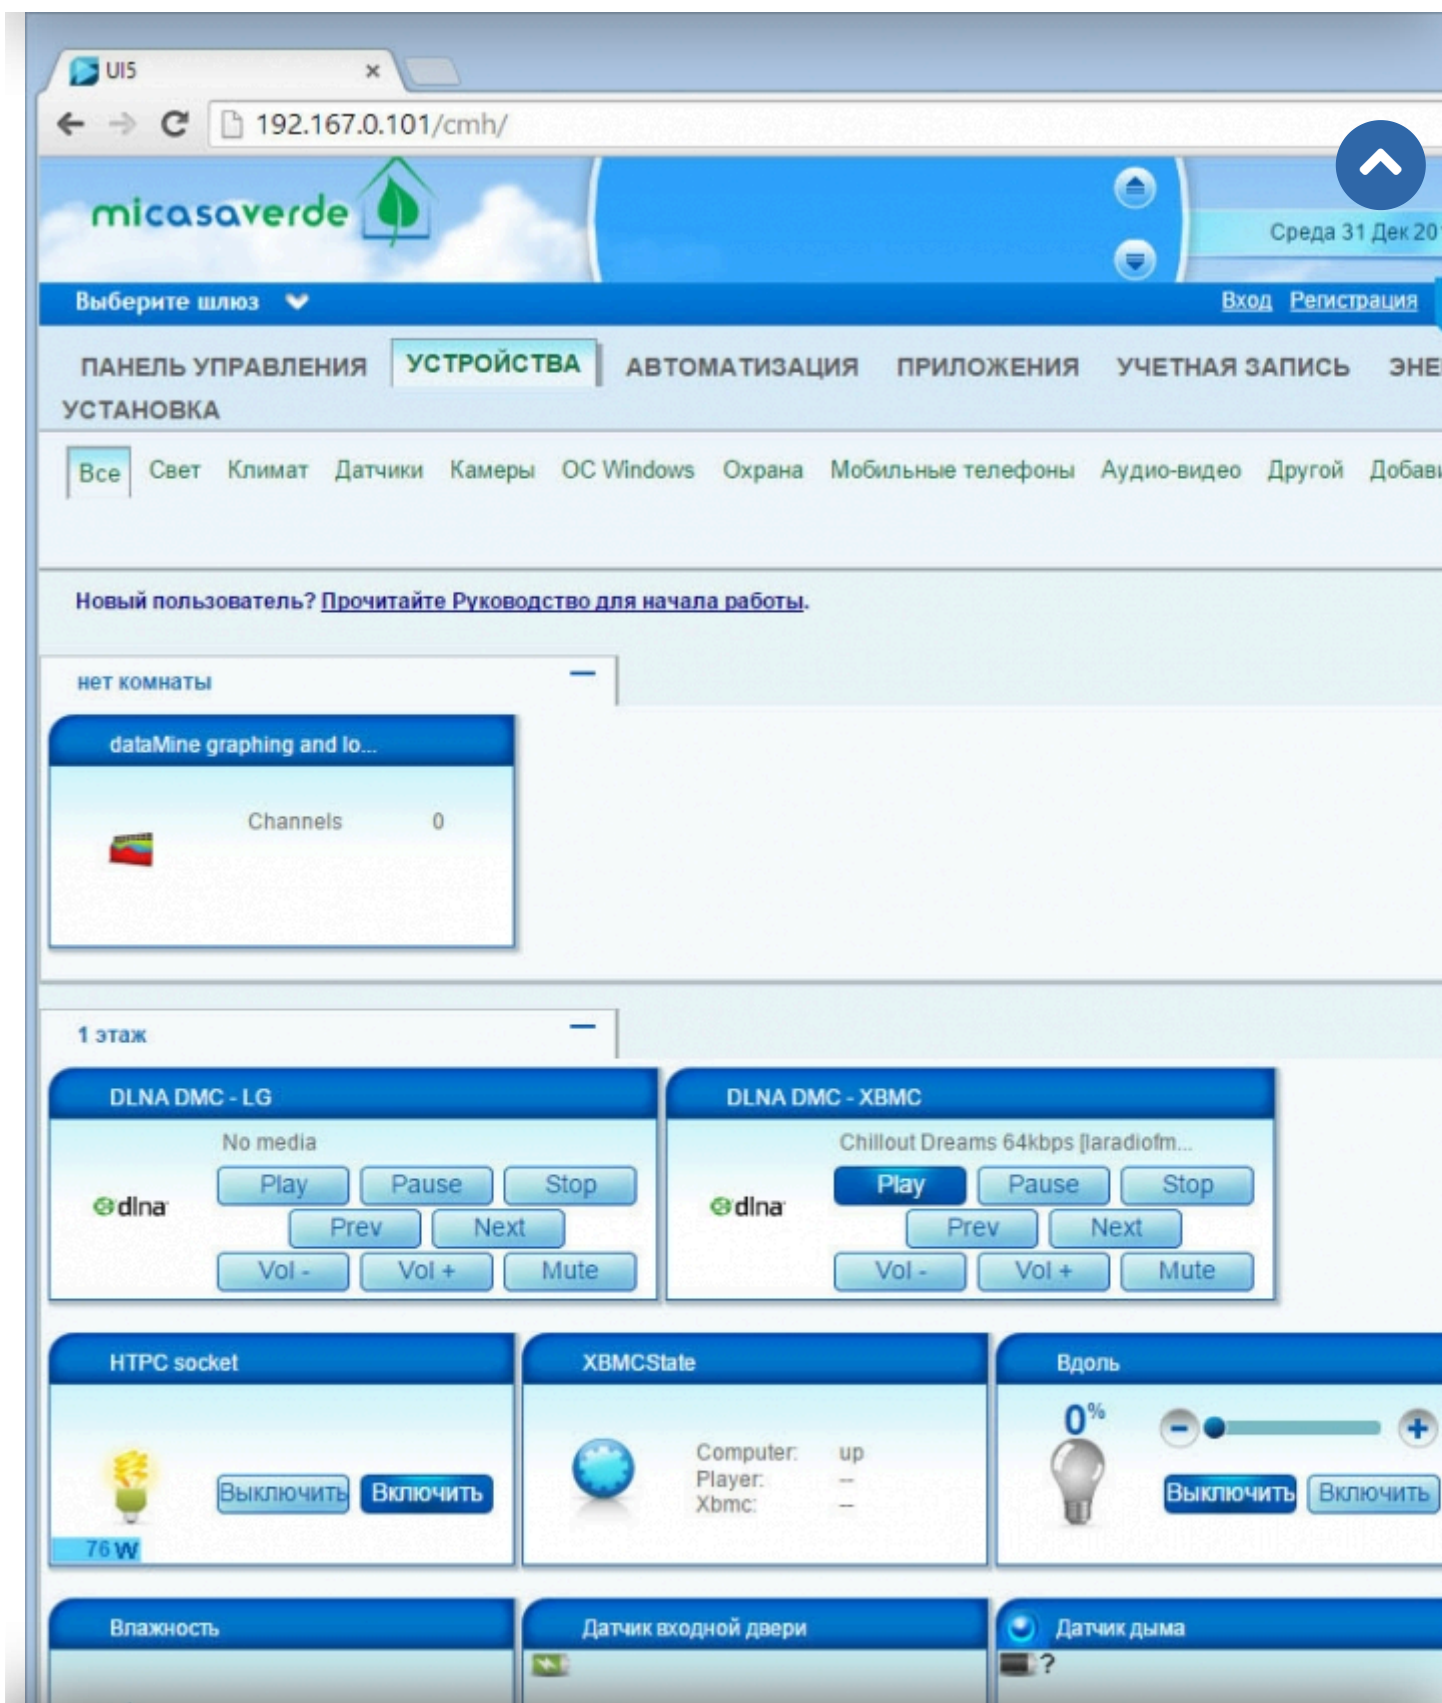 UI5
192.167.0.101/cmh/
micasaverde
Среда 31 Дек 201
Выберите шлюз Вход Регистрация
ПАНЕЛЬ УПРАВЛЕНИЯ УСТРОЙСТВА АВТОМАТИЗАЦИЯ ПРИЛОЖЕНИЯ УЧЕТНАЯ ЗАПИСЬ ЭНЕ
УСТАНОВКА
Все Свет Климат Датчики Камеры ОС Windows Охрана Мобильные телефоны Аудио-видео Другой Добави
Новый пользователь? Прочитайте Руководство для начала работы.
нет комнаты
dataMine graphing and lo...
Channels 0
1 этаж
DLNA DMC - LG DLNA DMC - XBMC
No media Chillout Dreams 64kbps [laradiofm...
Play Pause Stop Play Pause Stop
dlna dlna
Prev Next Prev Next
Vol - Vol + Mute Vol - Vol + Mute
HTPC socket XBMCState Вдоль
0%
Computer: up
Player: --
Выключить Включить Выключить Включить
Xbmc: --
76 W
Влажность Датчик входной двери Датчик дыма
?